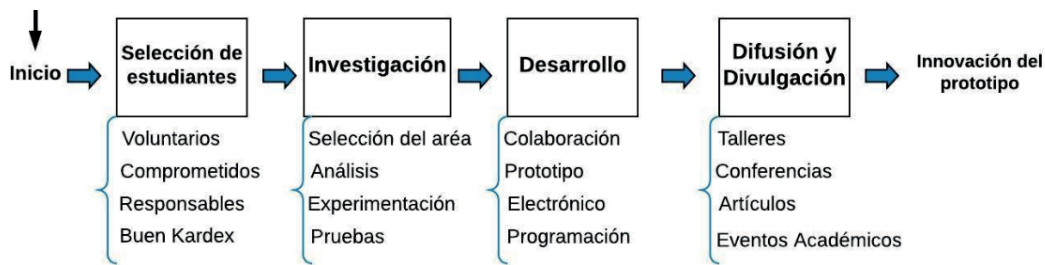 Inicio
Selección de
estudiantes
Voluntarios
Comprometidos
Responsables
Buen Kardex
Investigación
Selección del aréa
Análisis
Experimentación
Pruebas
Desarrollo
Colaboración
Prototipo
Electrónico
Programación
Difusión y
Divulgación
Talleres
Conferencias
Artículos
Eventos Académicos
Innovación del
prototipo